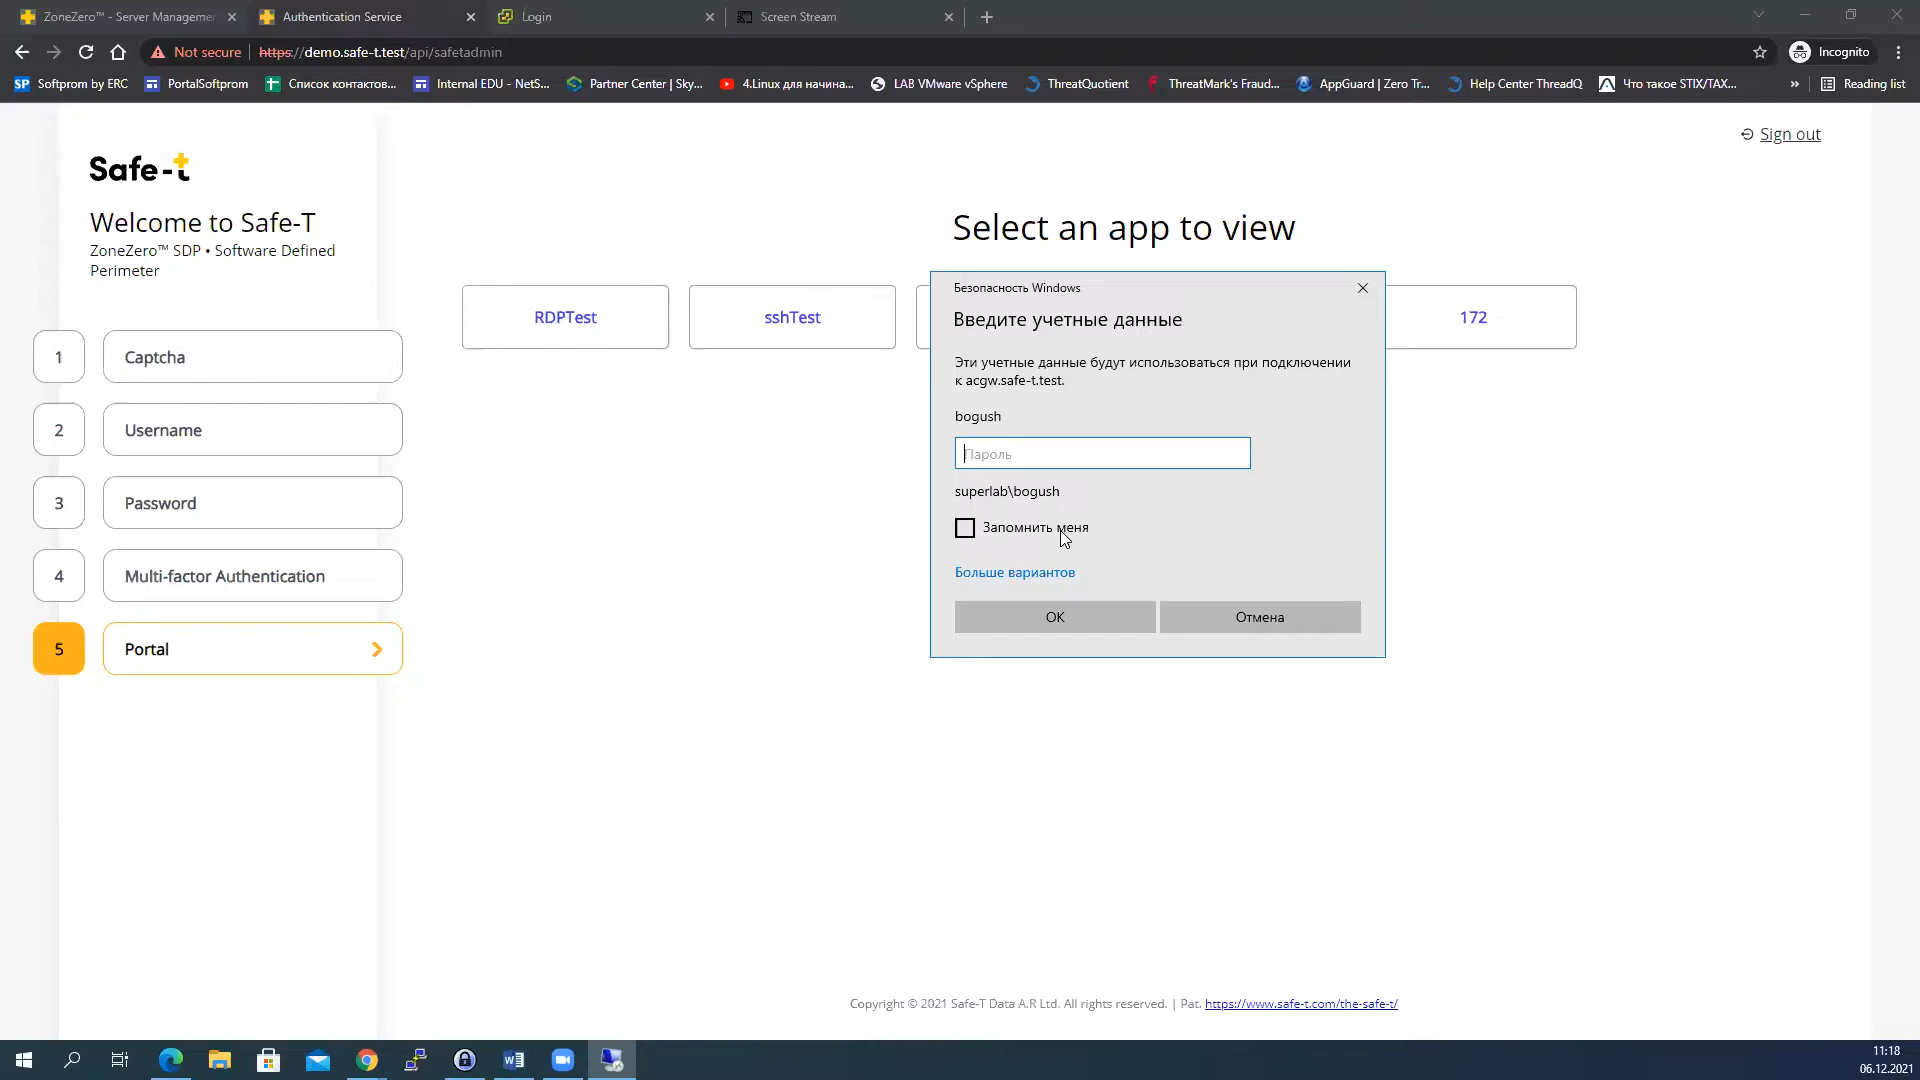 ZoneZero™ - Server Managemen
Authentication Service
Login
Screen Stream
Not secure
https://demo.safe-t.test/api/safetadmin
Incognito
SP Softprom by ERC
PortalSoftprom
Список контактов...
Internal EDU - NetS...
Partner Center | Sky...
4.Linux для начина...
LAB VMware vSphere
ThreatQuotient
ThreatMark's Fraud...
AppGuard | Zero Tr...
Help Center ThreadQ
Что такое STIX/TAX...
»
Reading list
Sign out
Safe-t
Welcome to Safe-T
ZoneZero™ SDP • Software Defined
Perimeter
1 Captcha
2 Username
3 Password
4 Multi-factor Authentication
5 Portal
Select an app to view
RDPTest
sshTest
172
Безопасность Windows
Введите учетные данные
Эти учетные данные будут использоваться при подключении
к acgw.safe-t.test.
bogush
Пароль
superlab\bogush
Запомнить меня
Больше вариантов
ОК
Отмена
Copyright © 2021 Safe-T Data A.R Ltd. All rights reserved. | Pat. https://www.safe-t.com/the-safe-t/
11:18
06.12.2021